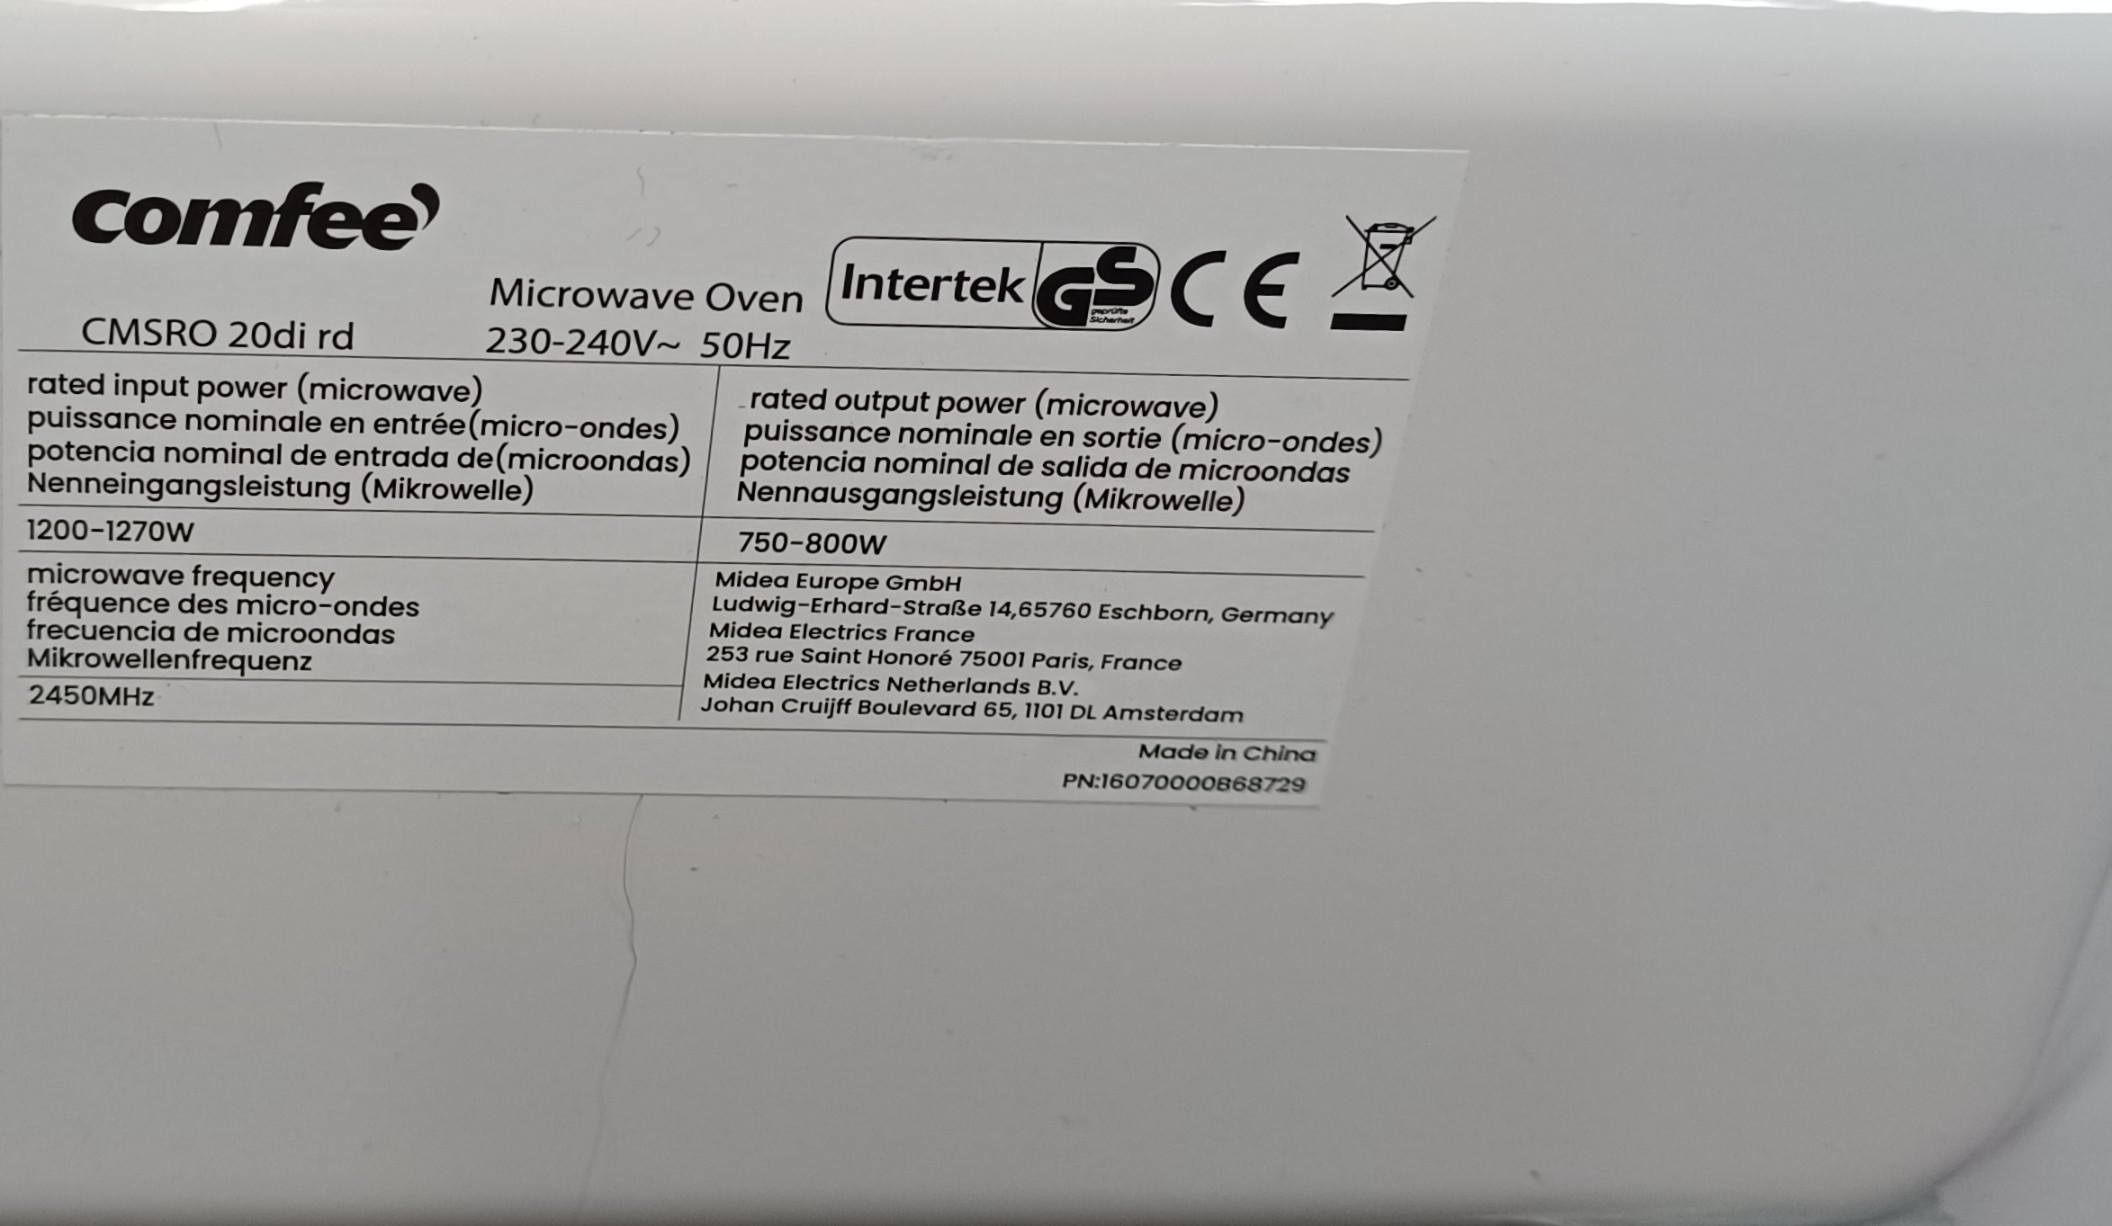 comfee'
Microwave Oven
CMSRO 20di rd
230-240V~ 50Hz
Intertek
GS
geprüfte
Sicherheit
CE
rated input power (microwave)
puissance nominale en entrée(micro-ondes)
potencia nominal de entrada de(microondas)
Nenneingangsleistung (Mikrowelle)
1200-1270W
rated output power (microwave)
puissance nominale en sortie (micro-ondes)
potencia nominal de salida de microondas
Nennausgangsleistung (Mikrowelle)
750-800W
microwave frequency
fréquence des micro-ondes
frecuencia de microondas
Mikrowellenfrequenz
2450MHz
Midea Europe GmbH
Ludwig-Erhard-Straße 14,65760 Eschborn, Germany
Midea Electrics France
253 rue Saint Honoré 75001 Paris, France
Midea Electrics Netherlands B.V.
Johan Cruijff Boulevard 65, 1101 DL Amsterdam
Made in China
PN:16070000B68729